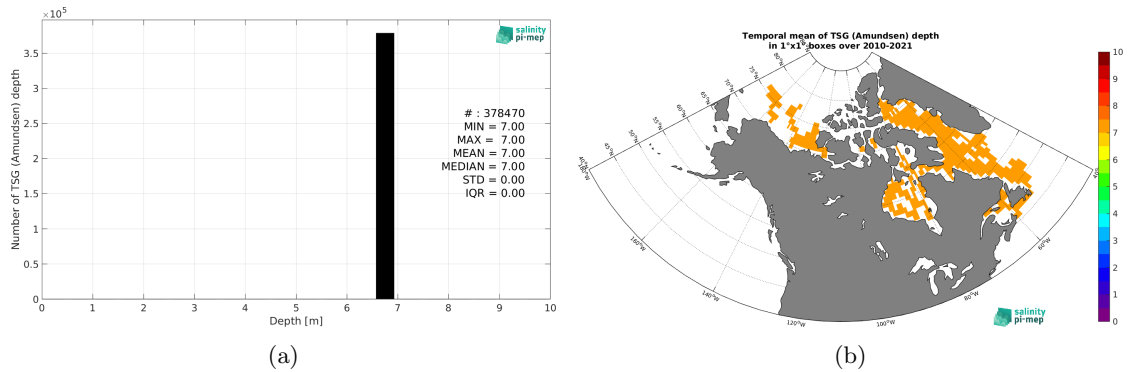 ×10⁵
salinity
pi-mep
3.5
3
2.5
2
1.5
1
0.5
0
Number of TSG (Amundsen) depth
# : 378470
MIN = 7.00
MAX = 7.00
MEAN = 7.00
MEDIAN = 7.00
STD = 0.00
IQR = 0.00
0 1 2 3 4 5 6 7 8 9 10
Depth [m]
(a)
Temporal mean of TSG (Amundsen) depth
in 1°x1° boxes over 2010-2021
75°N
70°N
65°N
60°N
55°N
50°N
45°N
40°N
180°W
160°W
140°W
120°W
100°W
80°W
60°W
10
9
8
7
6
5
4
3
2
1
0
salinity
pi-mep
(b)